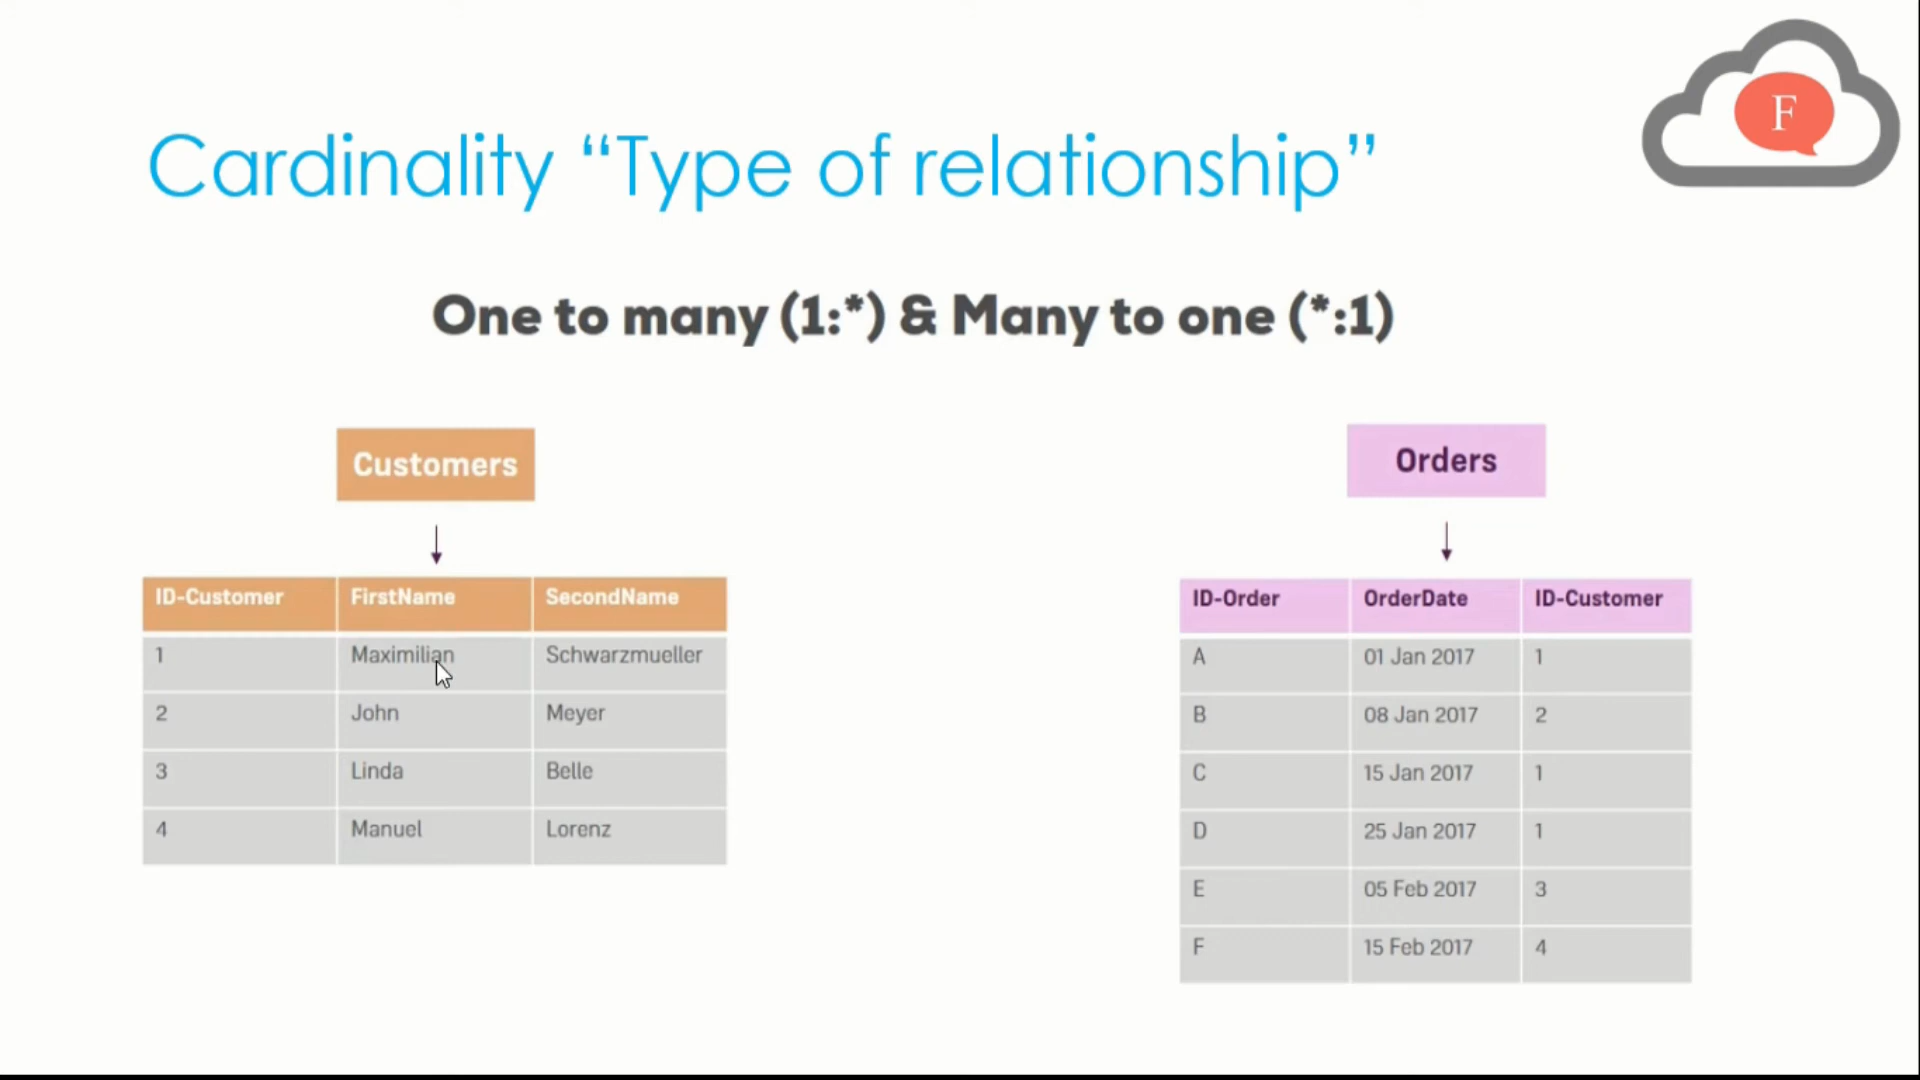 F
Cardinality “Type of relationship”
One to many (1:*) & Many to one (*:1)
Customers
ID-Customer FirstName SecondName
1 Maximilian Schwarzmueller
2 John Meyer
3 Linda Belle
4 Manuel Lorenz
Orders
ID-Order OrderDate ID-Customer
A 01 Jan 2017 1
B 08 Jan 2017 2
C 15 Jan 2017 1
D 25 Jan 2017 1
E 05 Feb 2017 3
F 15 Feb 2017 4